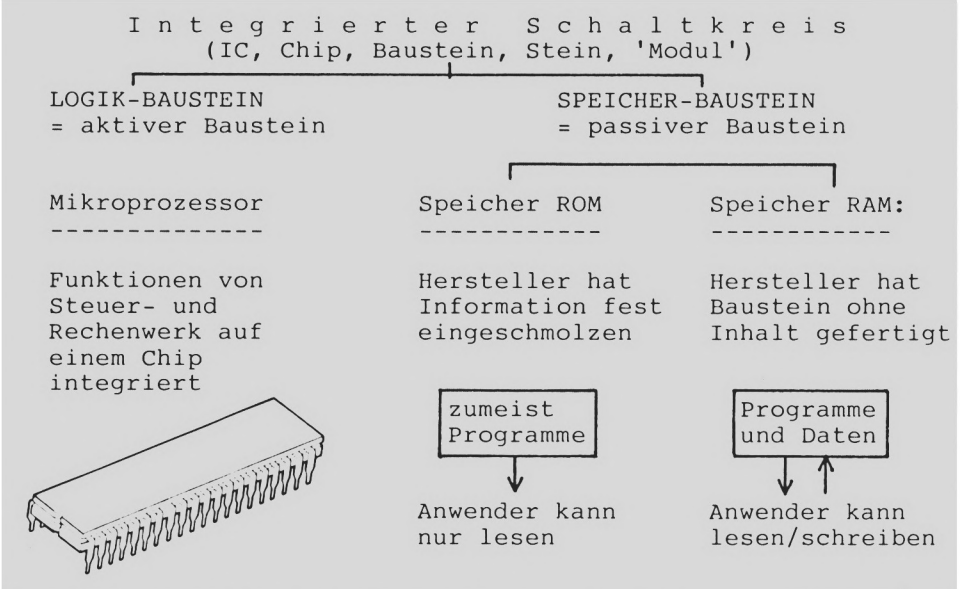 Integrierter Schaltkreis
(IC, Chip, Baustein, Stein, 'Modul')
LOGIK-BAUSTEIN
= aktiver Baustein
SPEICHER-BAUSTEIN
= passiver Baustein
Mikroprozessor
--------------
Funktionen von
Steuer- und
Rechenwerk auf
einem Chip
integriert
Speicher ROM
------------
Hersteller hat
Information fest
eingeschmolzen
zumeist
Programme
Anwender kann
nur lesen
Speicher RAM:
------------
Hersteller hat
Baustein ohne
Inhalt gefertigt
Programme
und Daten
Anwender kann
lesen/schreiben